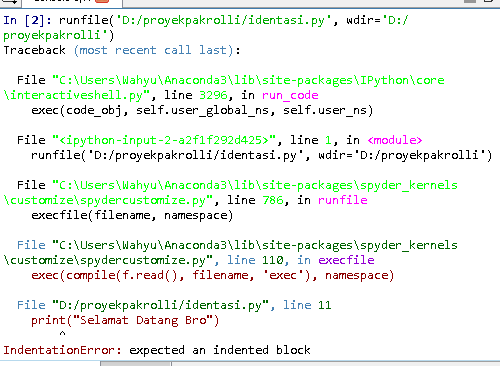 In [2]: runfile('D:/proyekpakrolli/identasi.py', wdir='D:/
proyekpakrolli')
Traceback (most recent call last):
File "C:\Users\Wahyu\Anaconda3\lib\site-packages\IPython\core
\interactiveshell.py", line 3296, in run_code
exec(code_obj, self.user_global_ns, self.user_ns)
File "<ipython-input-2-a2f1f292d425>", line 1, in <module>
runfile('D:/proyekpakrolli/identasi.py', wdir='D:/proyekpakrolli')
File "C:\Users\Wahyu\Anaconda3\lib\site-packages\spyder_kernels
\customize\spydercustomize.py", line 786, in runfile
execfile(filename, namespace)
File "C:\Users\Wahyu\Anaconda3\lib\site-packages\spyder_kernels
\customize\spydercustomize.py", line 110, in execfile
exec(compile(f.read(), filename, 'exec'), namespace)
File "D:/proyekpakrolli/identasi.py", line 11
print("Selamat Datang Bro")
^
IndentationError: expected an indented block